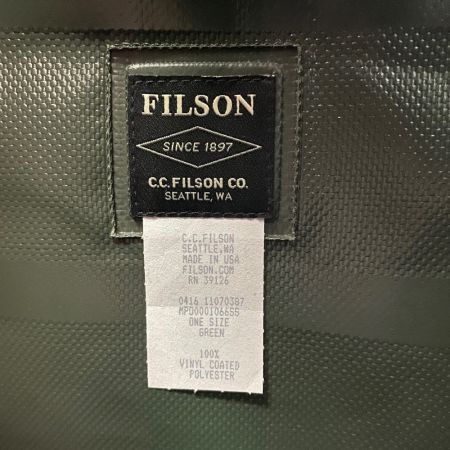 FILSON
SINCE 1897
C.C. FILSON CO.
SEATTLE, WA
C.C.FILSON
SEATTLE,WA
MADE IN USA
FILSON.COM
RN 39126
0416 11070387
MPO000106655
ONE SIZE
GREEN
100%
VINYL COATED
POLYESTER